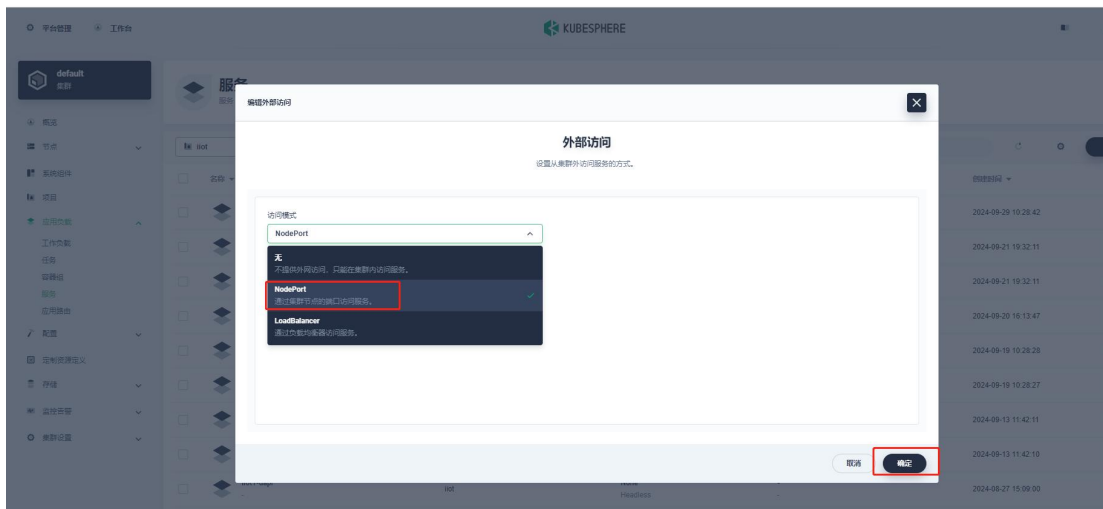 平台管理
工作台
KUBESPHERE
default
集群
服务
编辑外部访问
概览
节点
系统组件
项目
应用负载
工作负载
任务
容器组
服务
应用路由
配置
定制资源定义
存储
监控告警
集群设置
iiot
名称
创建时间
外部访问
设置从集群外访问服务的方式。
访问模式
NodePort
无
不提供外网访问，只能在集群内访问服务。
NodePort
通过集群节点的端口访问服务。
LoadBalancer
通过负载均衡器访问服务。
取消
确定
2024-09-29 10:28:42
2024-09-21 19:32:11
2024-09-21 19:32:11
2024-09-20 16:13:47
2024-09-18 10:28:28
2024-09-18 10:28:27
2024-09-13 11:42:11
2024-09-13 11:42:10
iiot
Headless
2024-08-27 15:09:00